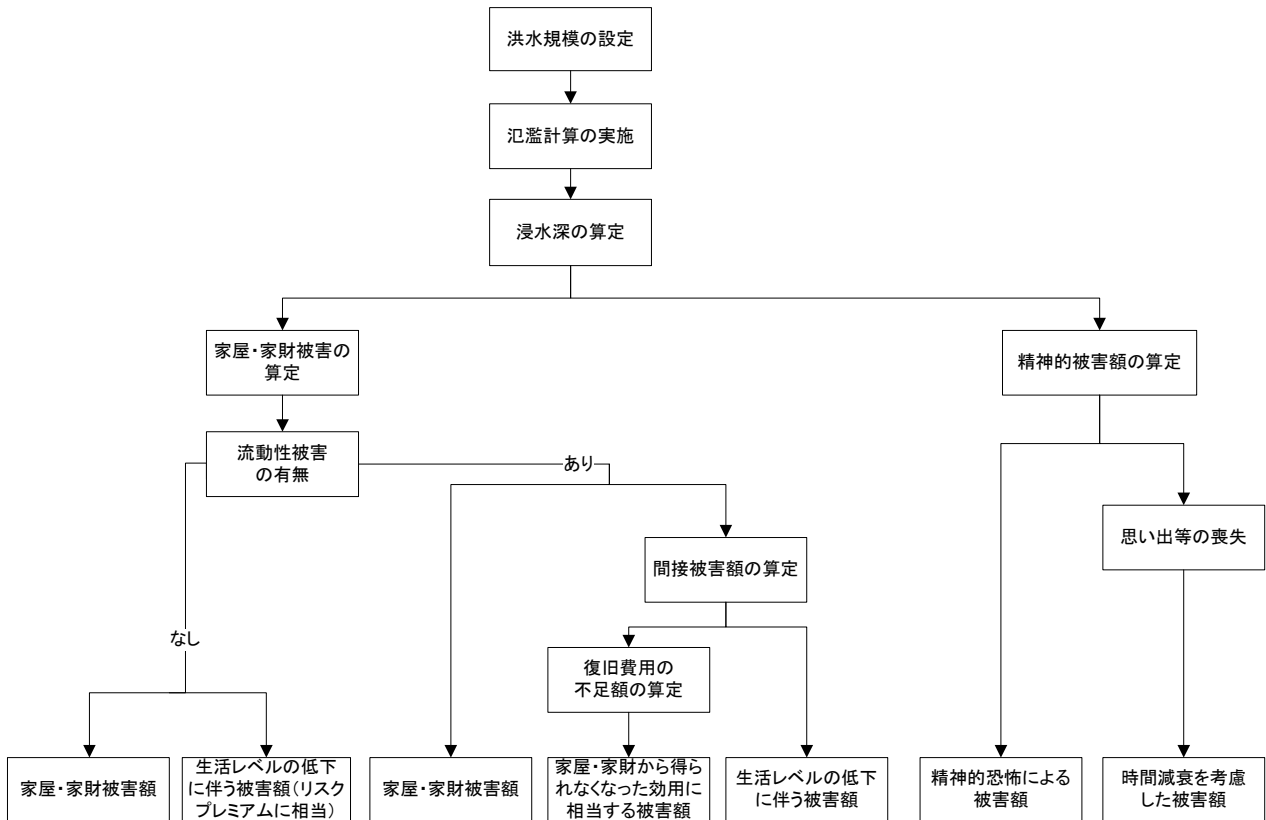 洪水規模の設定
氾濫計算の実施
浸水深の算定
家屋・家財被害の
算定
精神的被害額の算定
流動性被害
の有無
あり
思い出等の喪失
間接被害額の算定
なし
復旧費用の
不足額の算定
家屋・家財被害額
生活レベルの低下
に伴う被害額(リスク
プレミアムに相当)
家屋・家財被害額
家屋・家財から得ら
れなくなった効用に
相当する被害額
生活レベルの低下
に伴う被害額
精神的恐怖による
被害額
時間減衰を考慮
した被害額